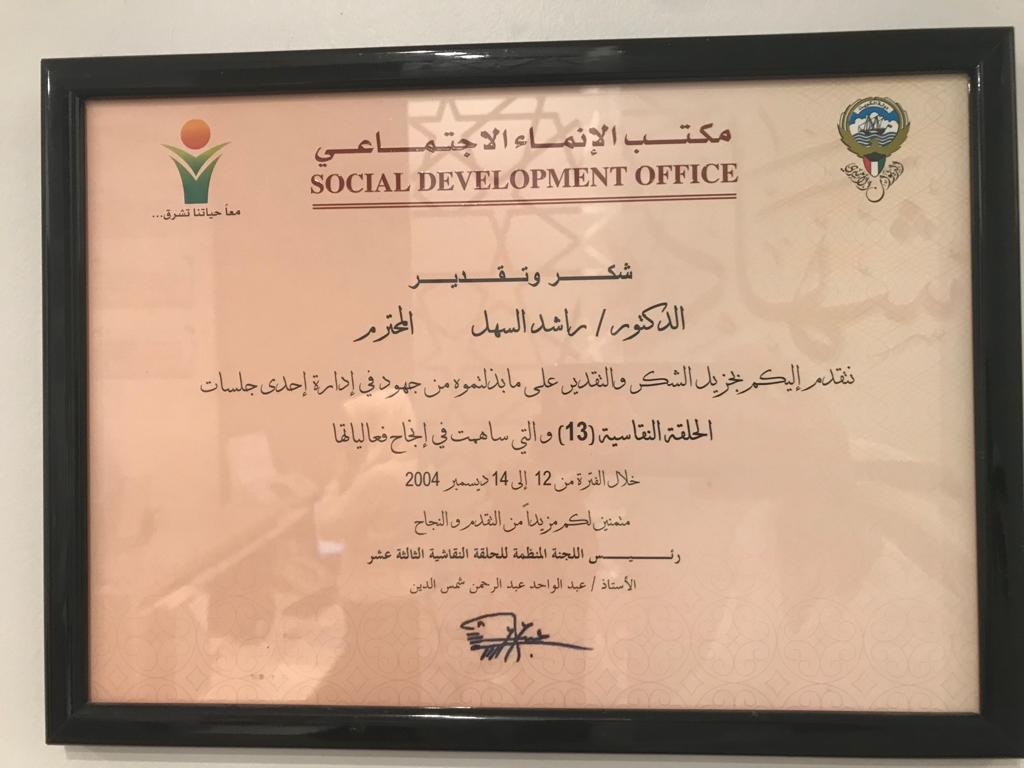 مكتب الإنماء الاجتماعي
SOCIAL DEVELOPMENT OFFICE
معاً حياتنا تشرق...
شكر وتقدير
الدكتور / راشد السهل المحترم
نتقدم إليكم بجزيل الشكر والتقدير على ما بذلتموه من جهود في إدارة إحدى جلسات
الحلقة النقاسية (13) والتي ساهمت في إنجاح فعالياتها
خلال الفترة من 12 إلى 14 ديسمبر 2004
متمنين لكم مزيداً من التقدم والنجاح
رئيس اللجنة المنظمة للحلقة النقاشية الثالثة عشر
الأستاذ / عبد الواحد عبد الرحمن شمس الدين